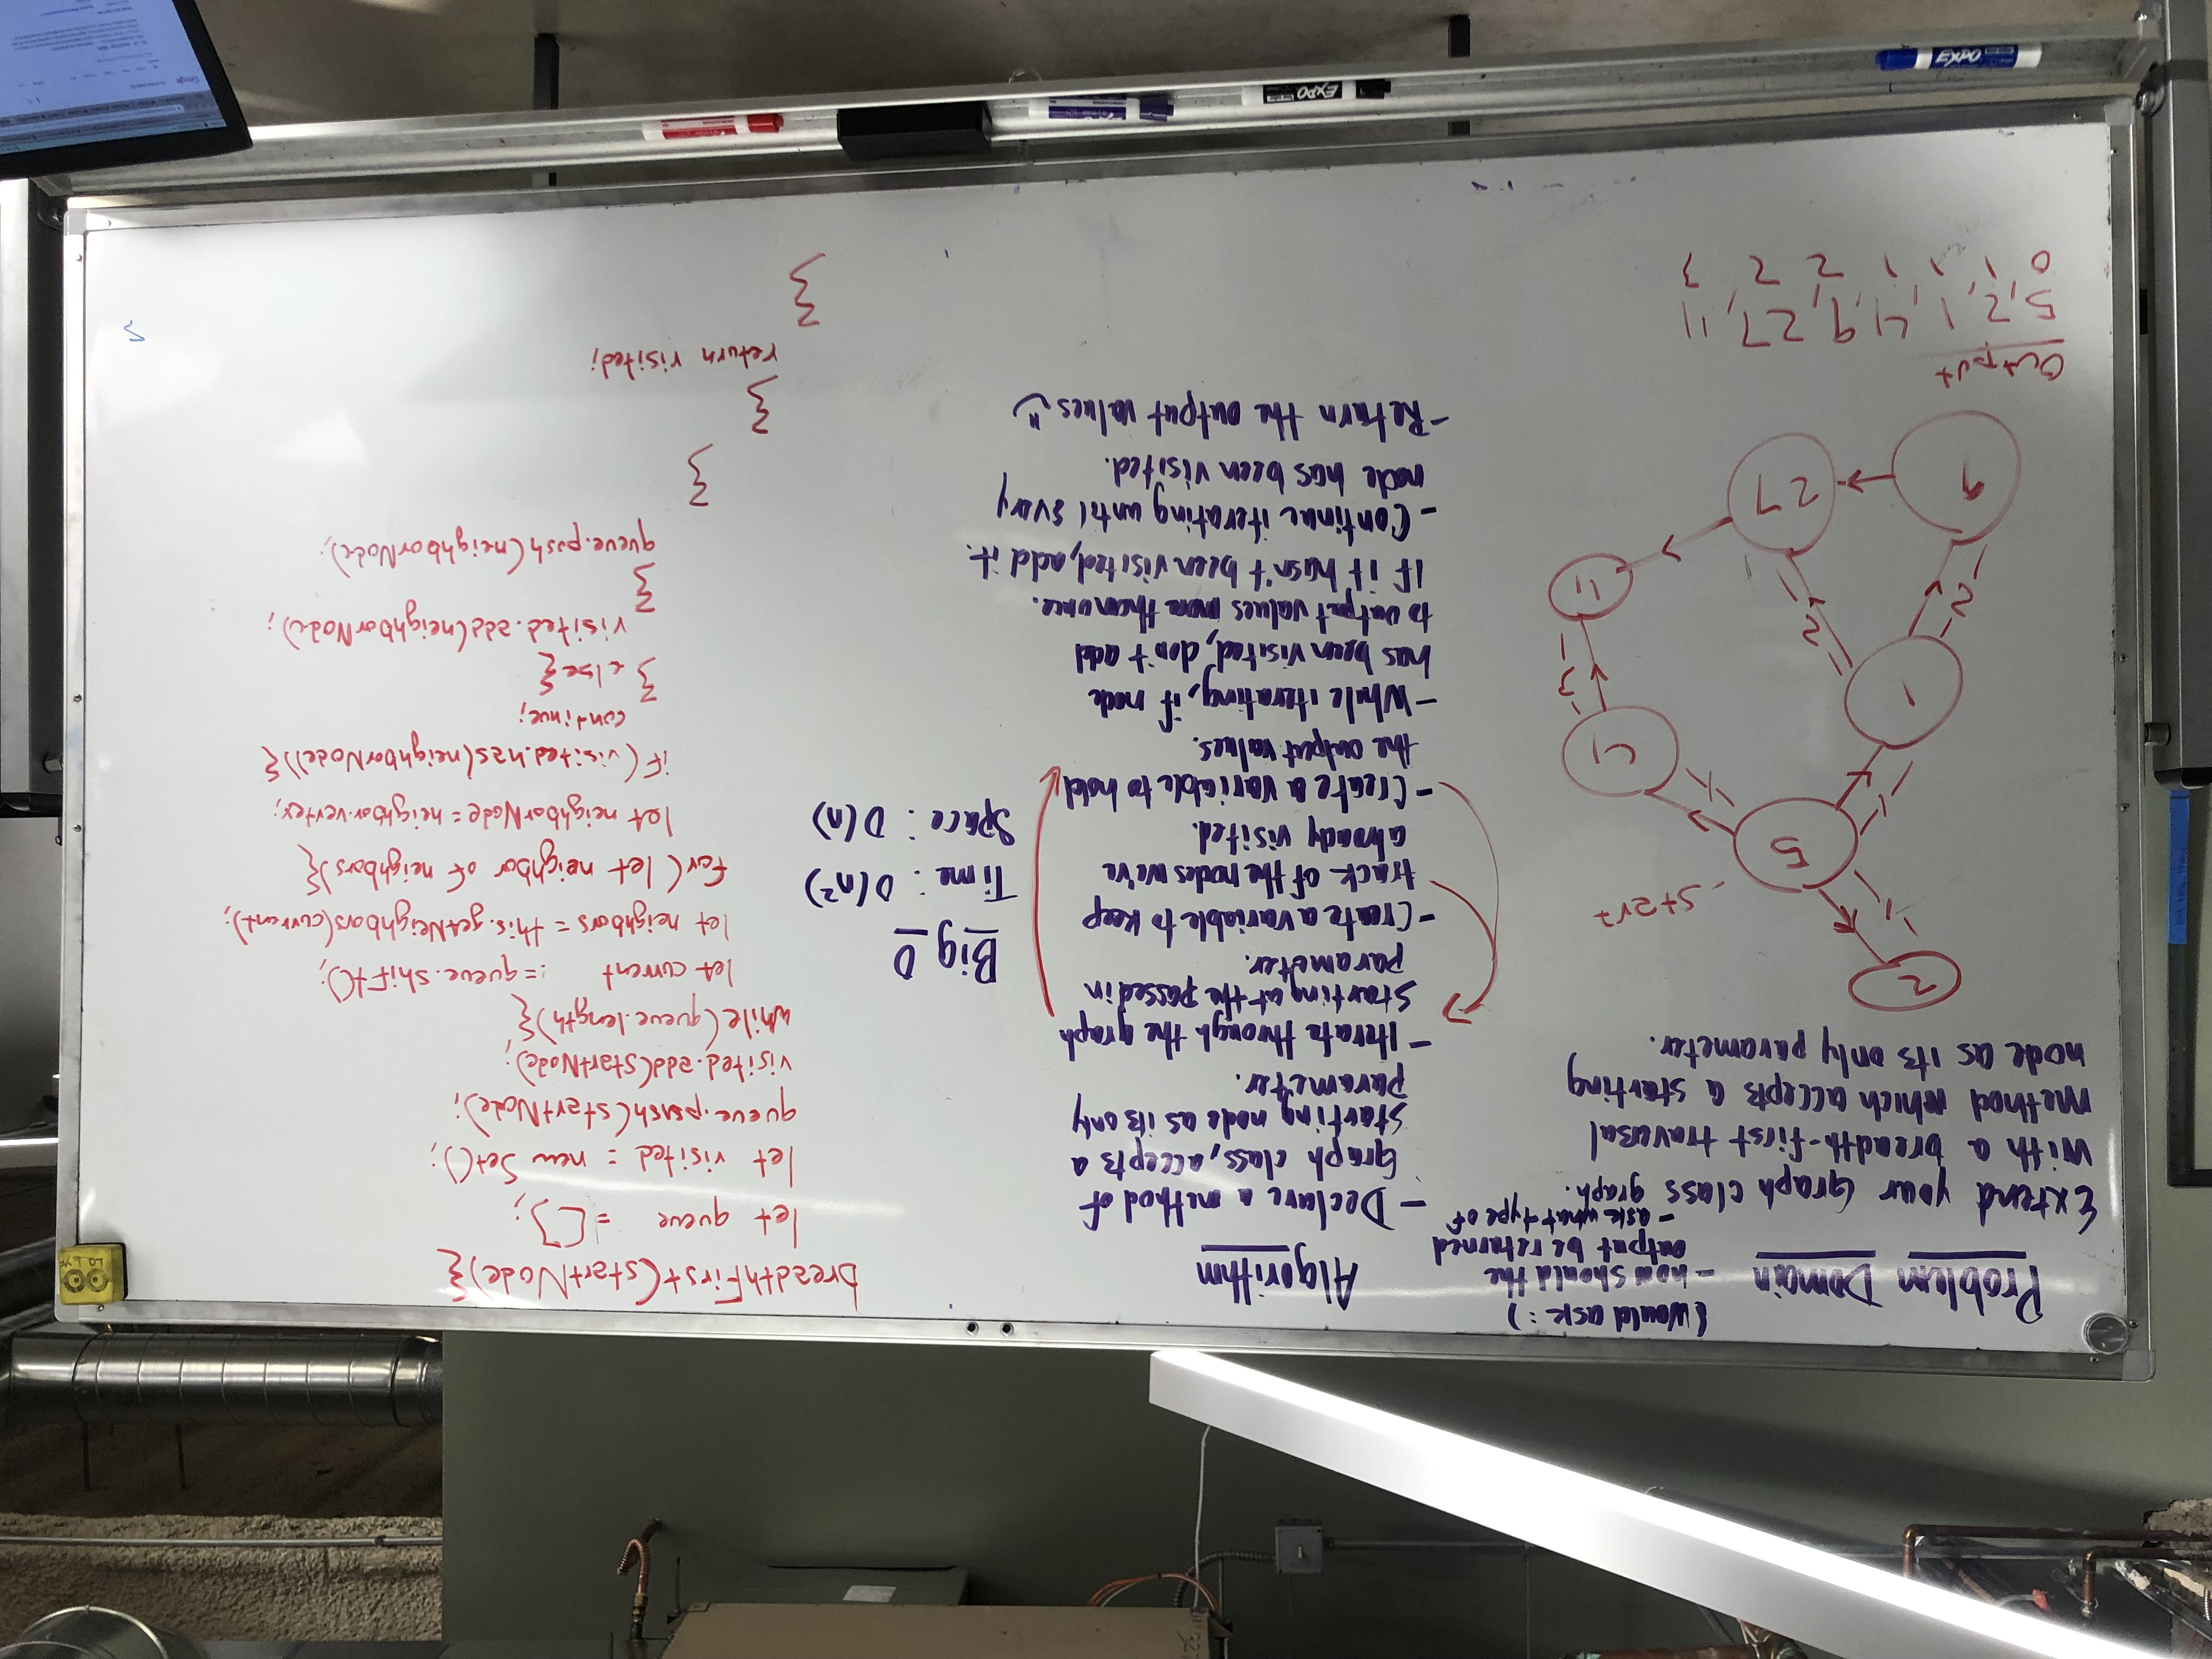 Problem Domain
(Would ask:)
- how should the
output be returned
- ask what type of
graph.
Extend your Graph class
with a breadth-first traversal
method which accepts a starting
node as its only parameter.
2
- start
5
4
1
1
1
1
3
2
2
11
9
27
Output
5, 2, 1, 4, 9, 27, 11
0 1 1 1 2 2 3
Algorithm
- Declare a method of
Graph class, accepts a
starting node as its only
parameter.
- Iterate through the graph
starting at the passed in
parameter.
- Create a variable to keep
track of the nodes we've
already visited.
- Create a variable to hold
the output values.
- While iterating, if node
has been visited, don't add
to output values more than once.
If it hasn't been visited, add it.
- Continue iterating until every
node has been visited.
- Return the output values
Big O
Time: O(n²)
Space: O(n)
breadthFirst(startNode){
let queue = [];
let visited = new Set();
queue.push(startNode);
visited.add(startNode);
while(queue.length){
let current = queue.shift();
let neighbors = this.getNeighbors(current);
for( let neighbor of neighbors){
let neighborNode = neighbor.vertex;
if(visited.has(neighborNode)){
continue;
} else{
visited.add(neighborNode);
}
queue.push(neighborNode);
}
}
return visited;
}
EXPO
EXPO
Google